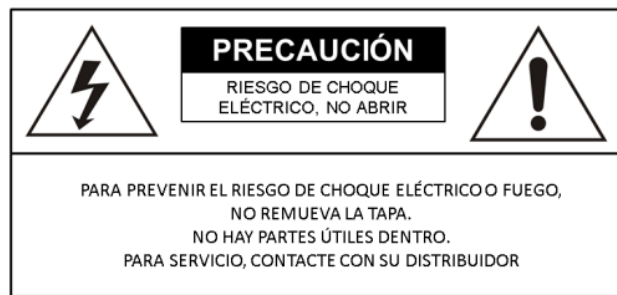 PRECAUCIÓN
RIESGO DE CHOQUE
ELÉCTRICO, NO ABRIR
PARA PREVENIR EL RIESGO DE CHOQUE ELÉCTRICO O FUEGO,
NO REMUEVA LA TAPA.
NO HAY PARTES ÚTILES DENTRO.
PARA SERVICIO, CONTACTE CON SU DISTRIBUIDOR